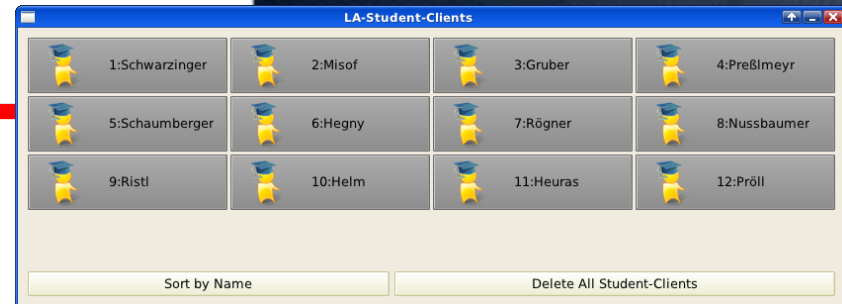 LA-Student-Clients
1:Schwarzinger 2:Misof 3:Gruber 4:Preßlmeyr
5:Schaumberger 6:Hegny 7:Rögner 8:Nussbaumer
9:Ristl 10:Helm 11:Heuras 12:Pröll
Sort by Name Delete All Student-Clients